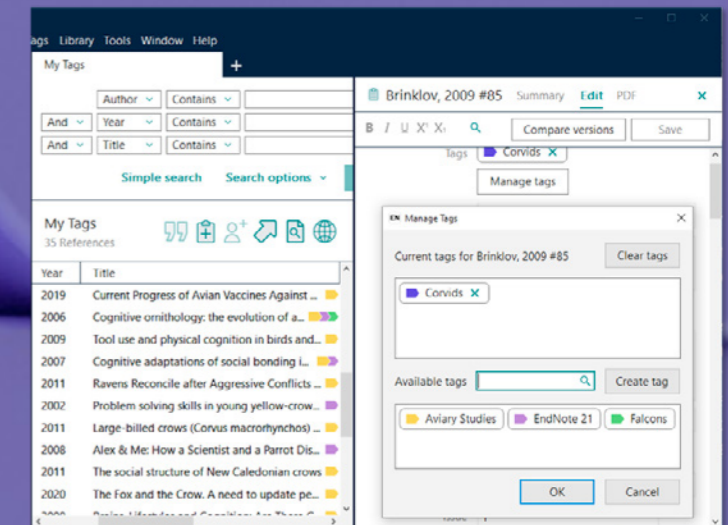 ags Library Tools Window Help
My Tags +
Author Contains
And Year Contains
And Title Contains
Simple search Search options
My Tags
35 References
Year Title
2019 Current Progress of Avian Vaccines Against ...
2006 Cognitive ornithology: the evolution of a...
2009 Tool use and physical cognition in birds and...
2007 Cognitive adaptations of social bonding i...
2011 Ravens Reconcile after Aggressive Conflicts ...
2002 Problem solving skills in young yellow-crow...
2011 Large-billed crows (Corvus macrorhynchos) ...
2008 Alex & Me: How a Scientist and a Parrot Dis...
2011 The social structure of New Caledonian crows
2020 The Fox and the Crow. A need to update pe...
Brinklov, 2009 #85 Summary Edit PDF
B I U X¹ X₁ Compare versions Save
Tags Corvids X
Manage tags
EN Manage Tags
Current tags for Brinklov, 2009 #85 Clear tags
Corvids X
Available tags Create tag
Aviary Studies EndNote 21 Falcons
OK Cancel